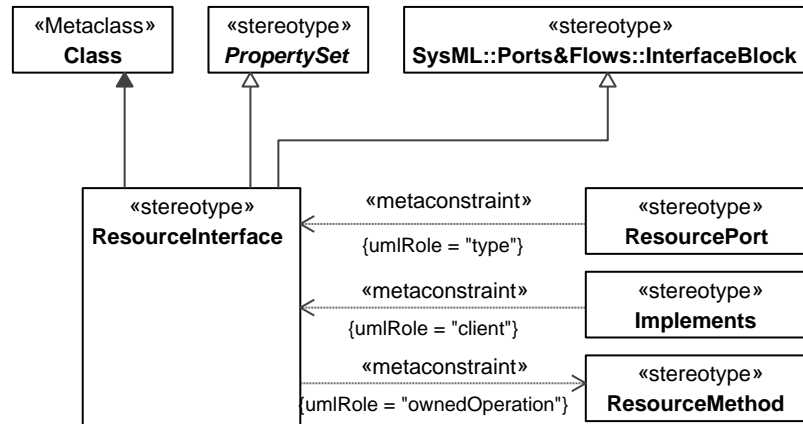 «Metaclass»
Class
«stereotype»
PropertySet
«stereotype»
SysML::Ports&Flows::InterfaceBlock
«stereotype»
ResourceInterface
«metaconstraint»
{umlRole = "type"}
«stereotype»
ResourcePort
«metaconstraint»
{umlRole = "client"}
«stereotype»
Implements
«metaconstraint»
{umlRole = "ownedOperation"}
«stereotype»
ResourceMethod